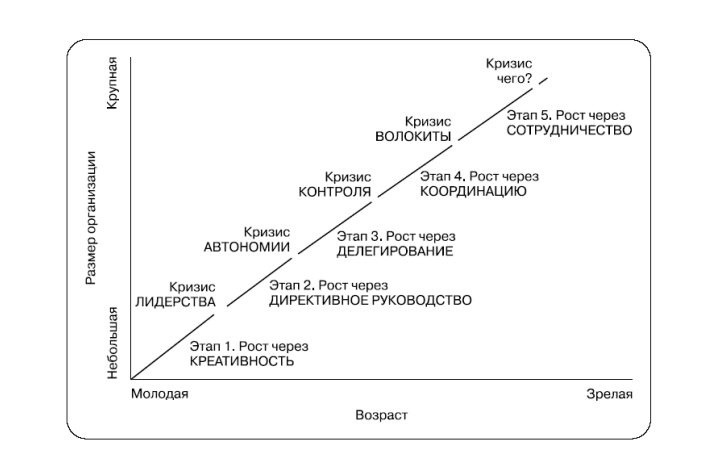 Кризис
чего?
Крупная
Этап 5. Рост через
СОТРУДНИЧЕСТВО
Кризис
ВОЛОКИТЫ
Этап 4. Рост через
КООРДИНАЦИЮ
Кризис
КОНТРОЛЯ
Размер организации
Этап 3. Рост через
ДЕЛЕГИРОВАНИЕ
Кризис
АВТОНОМИИ
Этап 2. Рост через
ДИРЕКТИВНОЕ РУКОВОДСТВО
Кризис
ЛИДЕРСТВА
Небольшая
Этап 1. Рост через
КРЕАТИВНОСТЬ
Молодая
Зрелая
Возраст